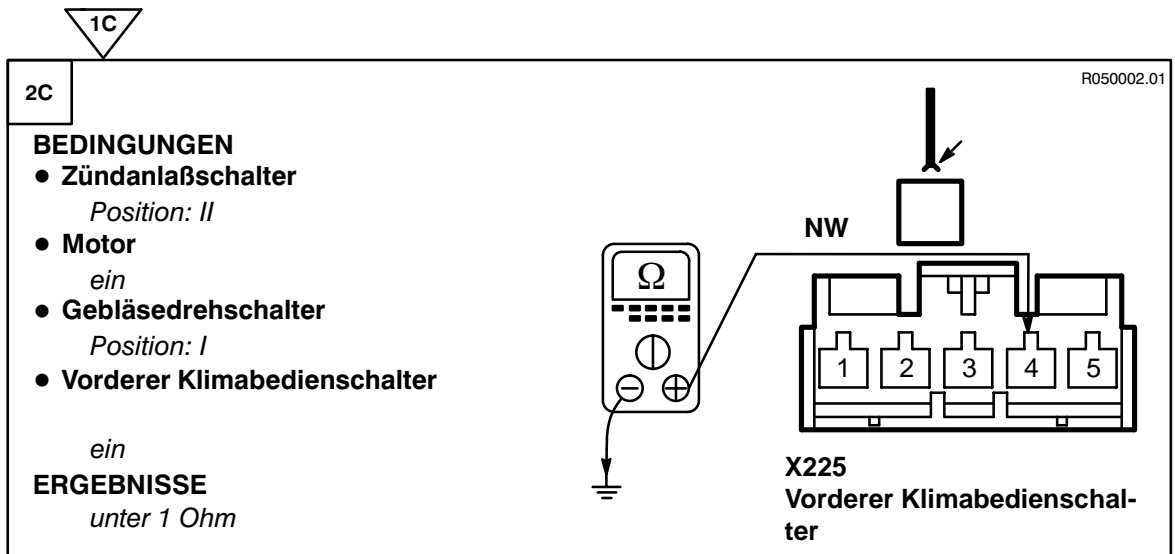 1C
2C
R050002.01
BEDINGUNGEN
● Zündanlaßschalter
Position: II
● Motor
ein
● Gebläsedrehschalter
Position: I
● Vorderer Klimabedienschalter
ein
ERGEBNISSE
unter 1 Ohm
Ω
NW
1 2 3 4 5
X225
Vorderer Klimabedienschal-
ter